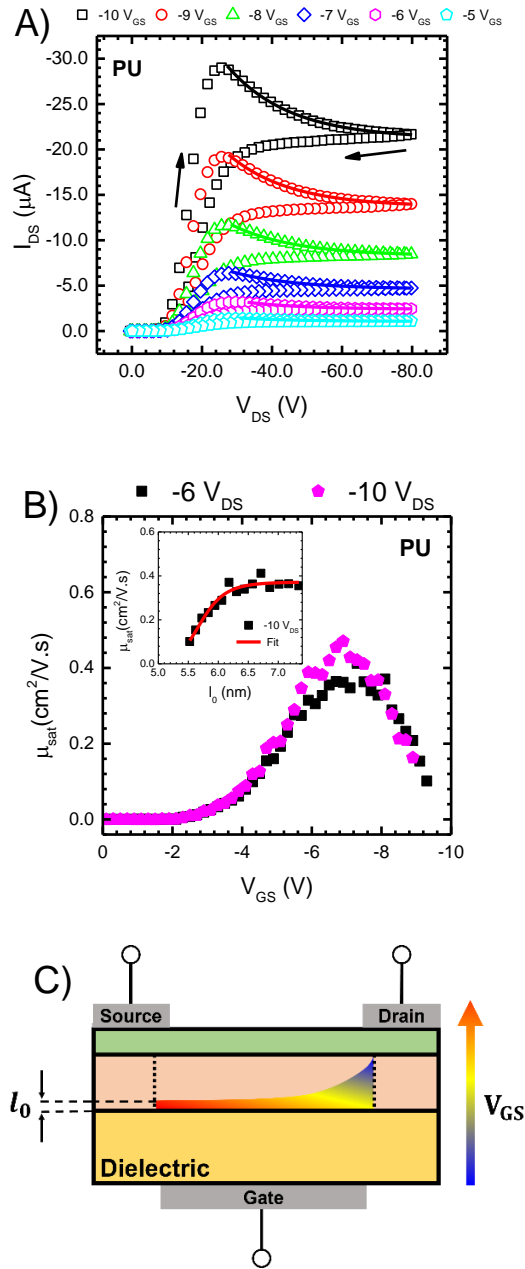 A)
-10 VGS -9 VGS -8 VGS -7 VGS -6 VGS -5 VGS
PU
-30.0
-25.0
-20.0
-15.0
-10.0
-5.0
0.0
IDS (μA)
0.0 -20.0 -40.0 -60.0 -80.0
VDS (V)
B)
-6 VDS -10 VDS
PU
0.8
0.6
0.4
0.2
0.0
μsat(cm2/V.s)
0.6
0.4
0.2
0.0
μsat(cm2/V.s)
-10 VDS
Fit
5.0 5.5 6.0 6.5 7.0
l0 (nm)
0 -2 -4 -6 -8 -10
VGS (V)
C)
Source Drain
l0
VGS
Dielectric
Gate